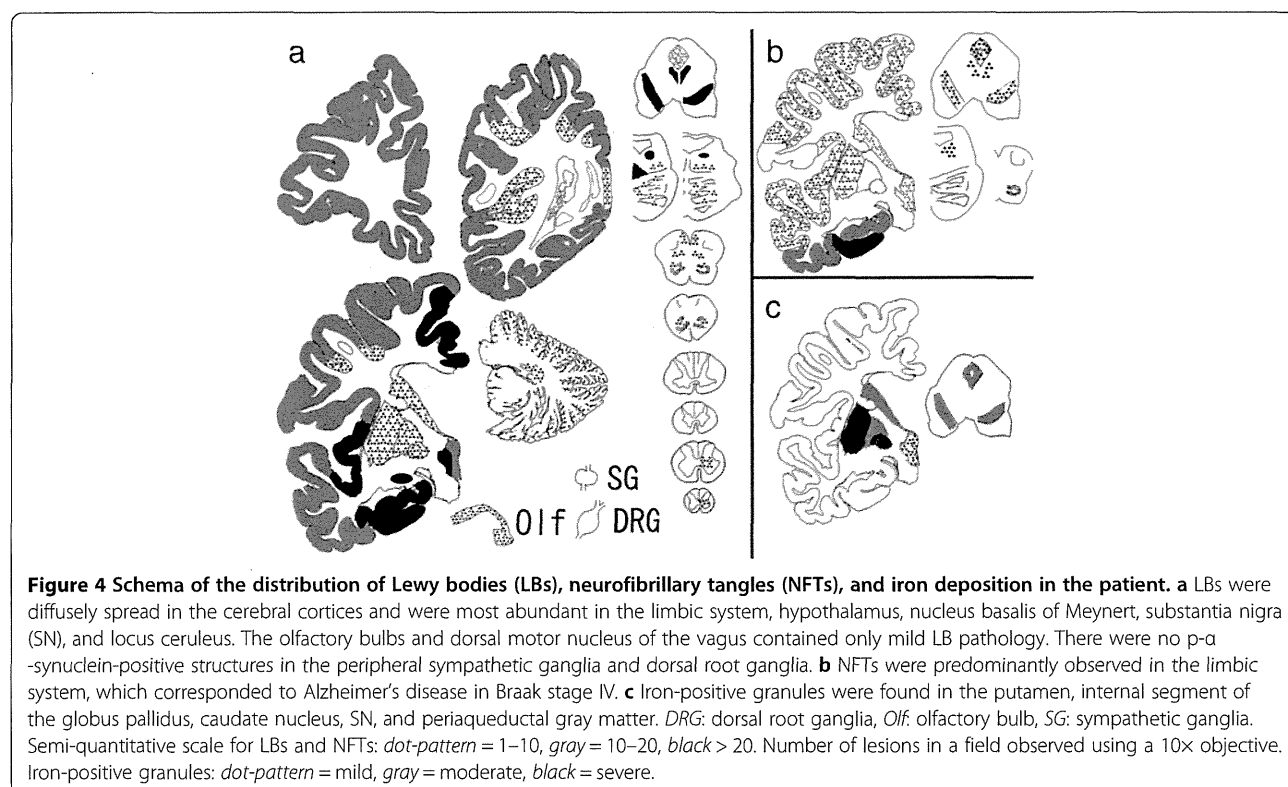 a
b
c
SG
Olf DRG
Figure 4 Schema of the distribution of Lewy bodies (LBs), neurofibrillary tangles (NFTs), and iron deposition in the patient. a LBs were
diffusely spread in the cerebral cortices and were most abundant in the limbic system, hypothalamus, nucleus basalis of Meynert, substantia nigra
(SN), and locus ceruleus. The olfactory bulbs and dorsal motor nucleus of the vagus contained only mild LB pathology. There were no p-α
-synuclein-positive structures in the peripheral sympathetic ganglia and dorsal root ganglia. b NFTs were predominantly observed in the limbic
system, which corresponded to Alzheimer's disease in Braak stage IV. c Iron-positive granules were found in the putamen, internal segment of
the globus pallidus, caudate nucleus, SN, and periaqueductal gray matter. DRG: dorsal root ganglia, Olf: olfactory bulb, SG: sympathetic ganglia.
Semi-quantitative scale for LBs and NFTs: dot-pattern = 1–10, gray = 10–20, black > 20. Number of lesions in a field observed using a 10× objective.
Iron-positive granules: dot-pattern = mild, gray = moderate, black = severe.